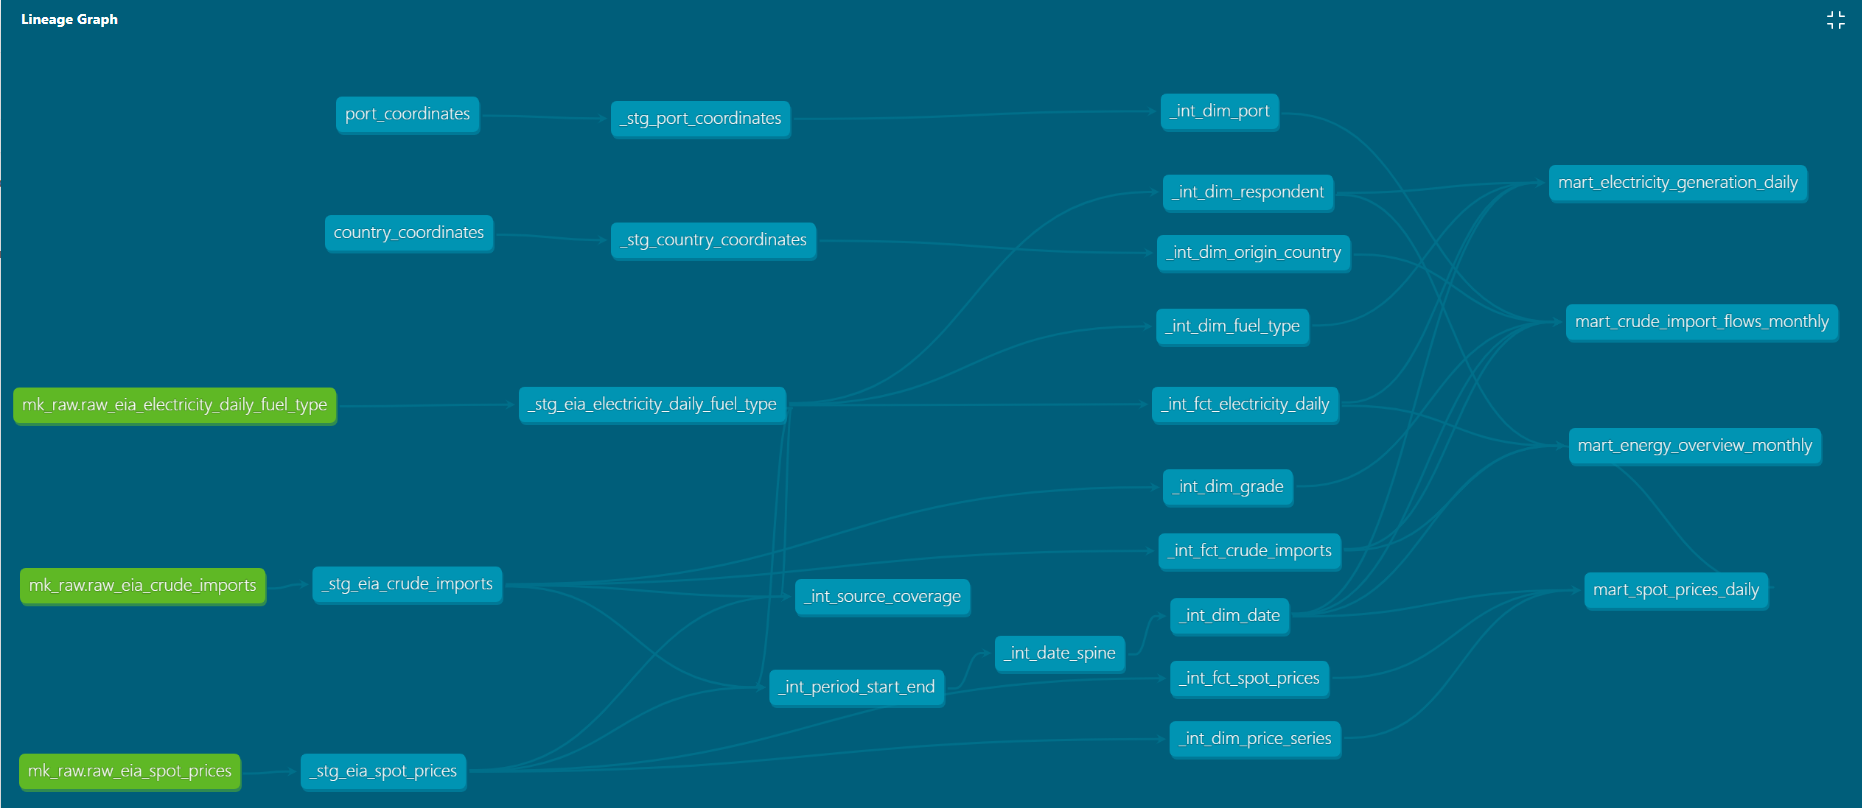 Lineage Graph
port_coordinates
_stg_port_coordinates
_int_dim_port
_int_dim_respondent
mart_electricity_generation_daily
country_coordinates
_stg_country_coordinates
_int_dim_origin_country
_int_dim_fuel_type
mart_crude_import_flows_monthly
mk_raw.raw_eia_electricity_daily_fuel_type
_stg_eia_electricity_daily_fuel_type
_int_fct_electricity_daily
mart_energy_overview_monthly
_int_dim_grade
_int_fct_crude_imports
mk_raw.raw_eia_crude_imports
_stg_eia_crude_imports
_int_source_coverage
mart_spot_prices_daily
_int_dim_date
_int_date_spine
_int_period_start_end
_int_fct_spot_prices
_int_dim_price_series
mk_raw.raw_eia_spot_prices
_stg_eia_spot_prices